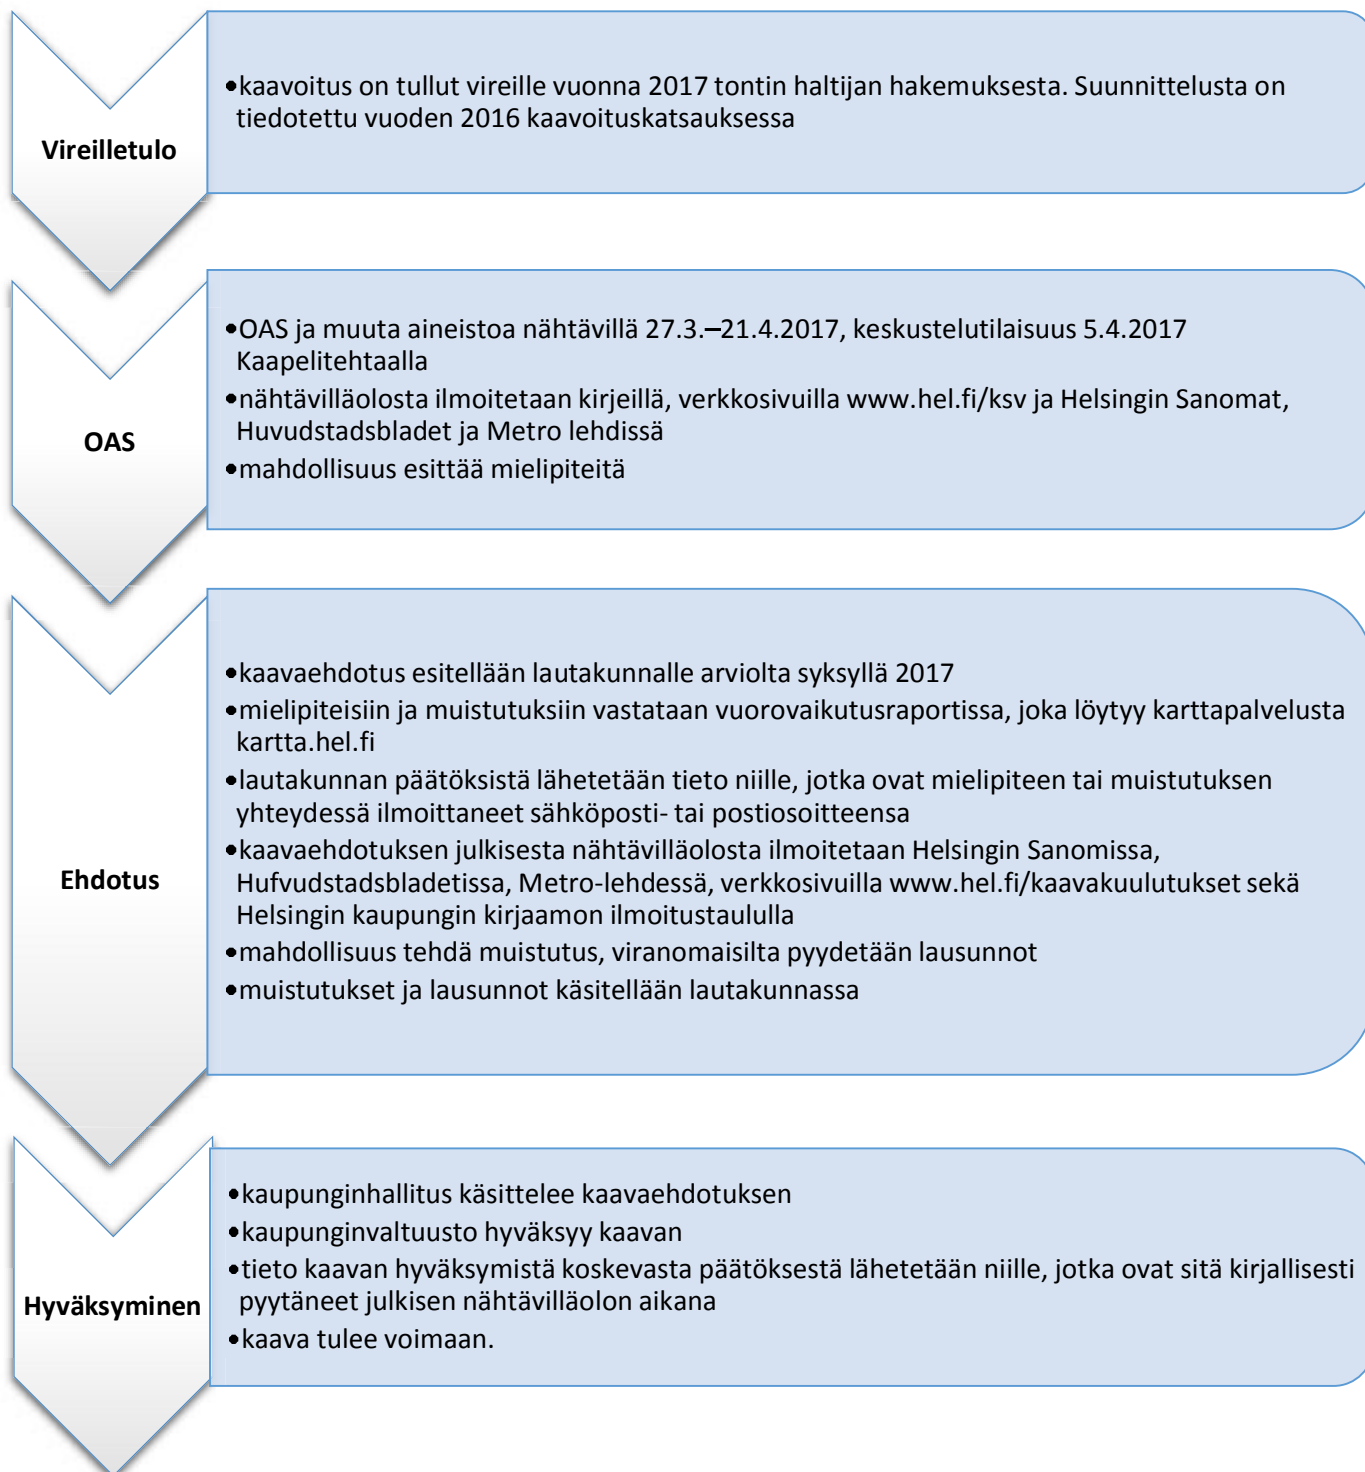 Vireilletulo
•kaavoitus on tullut vireille vuonna 2017 tontin haltijan hakemuksesta. Suunnittelusta on
tiedotettu vuoden 2016 kaavoituskatsauksessa
OAS
•OAS ja muuta aineistoa nähtävillä 27.3.–21.4.2017, keskustelutilaisuus 5.4.2017
Kaapelitehtaalla
•nähtävilläolosta ilmoitetaan kirjeillä, verkkosivuilla www.hel.fi/ksv ja Helsingin Sanomat,
Huvudstadsbladet ja Metro lehdissä
•mahdollisuus esittää mielipiteitä
Ehdotus
•kaavaehdotus esitellään lautakunnalle arviolta syksyllä 2017
•mielipiteisiin ja muistutuksiin vastataan vuorovaikutusraportissa, joka löytyy karttapalvelusta
kartta.hel.fi
•lautakunnan päätöksistä lähetetään tieto niille, jotka ovat mielipiteen tai muistutuksen
yhteydessä ilmoittaneet sähköposti- tai postiosoitteensa
•kaavaehdotuksen julkisesta nähtävilläolosta ilmoitetaan Helsingin Sanomissa,
Hufvudstadsbladetissa, Metro-lehdessä, verkkosivuilla www.hel.fi/kaavakuulutukset sekä
Helsingin kaupungin kirjaamon ilmoitustaululla
•mahdollisuus tehdä muistutus, viranomaisilta pyydetään lausunnot
•muistutukset ja lausunnot käsitellään lautakunnassa
Hyväksyminen
•kaupunginhallitus käsittelee kaavaehdotuksen
•kaupunginvaltuusto hyväksyy kaavan
•tieto kaavan hyväksymistä koskevasta päätöksestä lähetetään niille, jotka ovat sitä kirjallisesti
pyytäneet julkisen nähtävilläolon aikana
•kaava tulee voimaan.